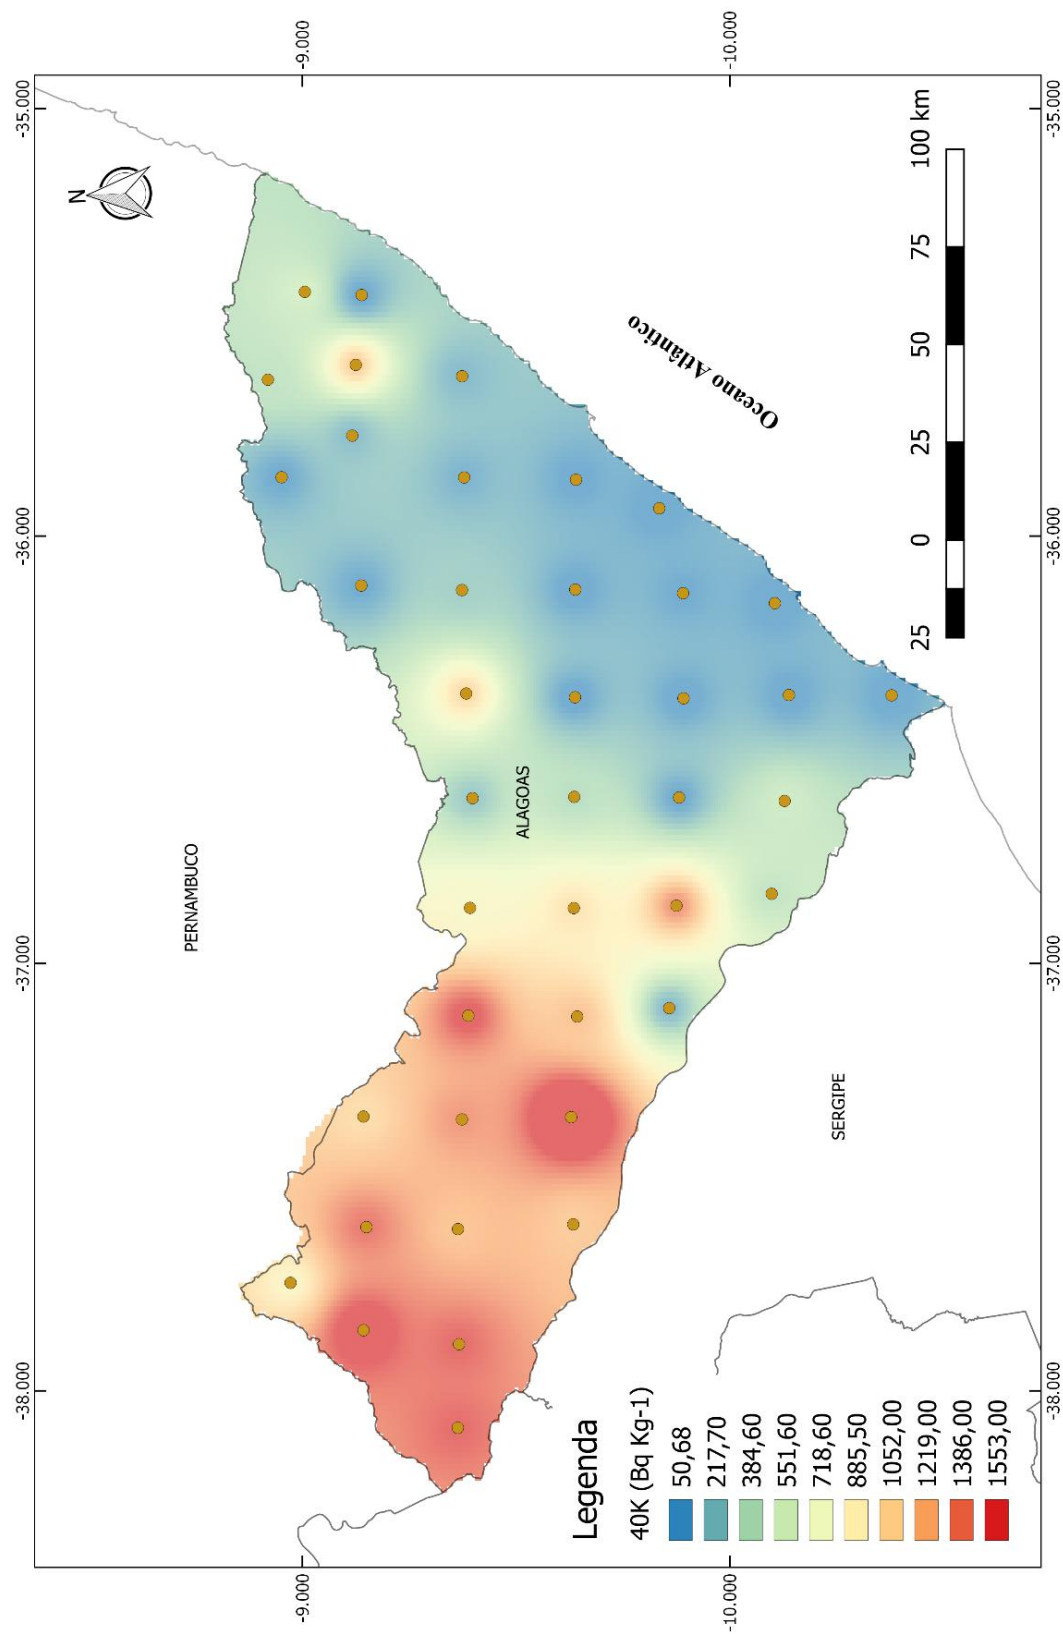 -38.000
-37.000
-36.000
-35.000
N
-9.000
-9.000
PERNAMBUCO
ALAGOAS
Oceano Atlântico
SERGIPE
-10.000
-10.000
Legenda
40K (Bq Kg-1)
50,68
217,70
384,60
551,60
718,60
885,50
1052,00
1219,00
1386,00
1553,00
25 0 25 50 75 100 km
-38.000
-37.000
-36.000
-35.000